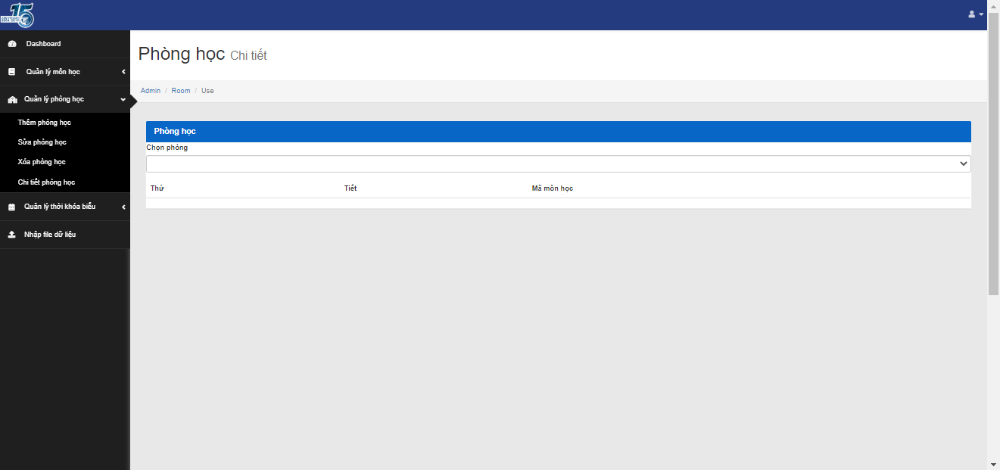 15
Dashboard
Quản lý môn học
Quản lý phòng học
Thêm phòng học
Sửa phòng học
Xóa phòng học
Chi tiết phòng học
Quản lý thời khóa biểu
Nhập file dữ liệu
Phòng học Chi tiết
Admin / Room / Use
Phòng học
Chọn phòng
Thứ Tiết Mã môn học